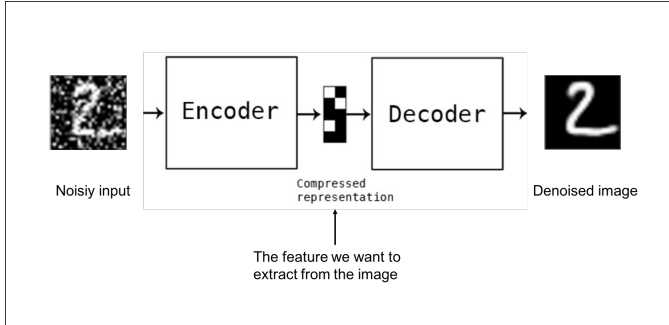 Encoder
Decoder
Noisiy input
Compressed
representation
Denoised image
The feature we want to
extract from the image